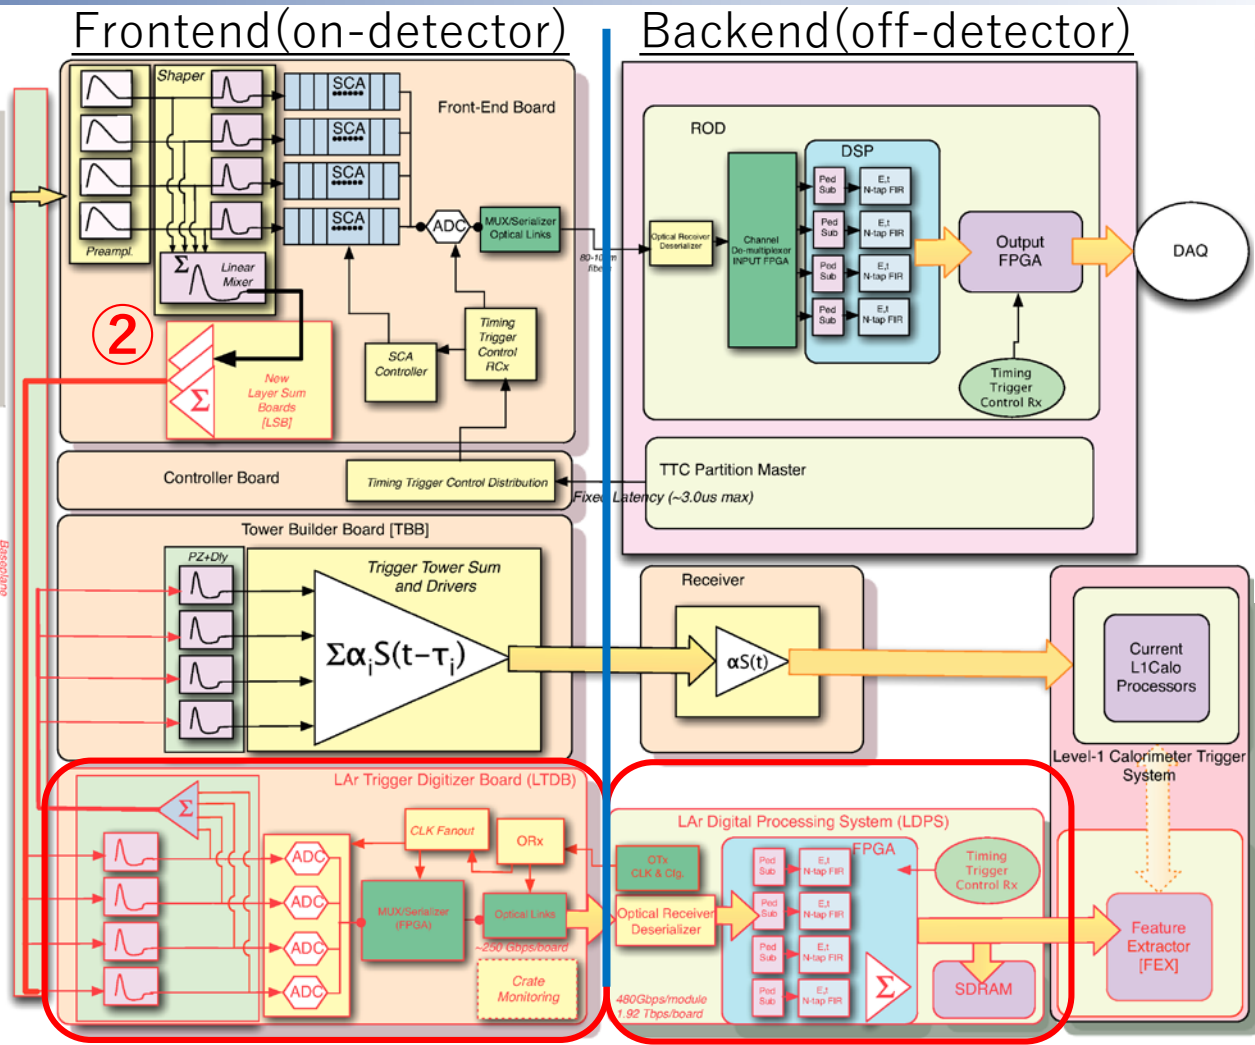 Frontend(on-detector)
Backend(off-detector)
Shaper
SCA
SCA
SCA
SCA
Front-End Board
Preampl.
Σ
Linear
Mixer
ADC
MUX/Serializer
Optical Links
②
New
Layer Sum
Boards
[LSB]
Σ
SCA
Controller
Timing
Trigger
Control
RCx
ROD
DSP
Optical Receiver
Deserializer
Channel
De-multiplexer
INPUT FPGA
Ped
Sub
E,t
N-tap FIR
Ped
Sub
E,t
N-tap FIR
Ped
Sub
E,t
N-tap FIR
Ped
Sub
E,t
N-tap FIR
Output
FPGA
DAQ
Timing
Trigger
Control Rx
Controller Board
Timing Trigger Control Distribution
TTC Partition Master
Fixed Latency (~3.0us max)
Baseplane
Tower Builder Board [TBB]
PZ+Dly
Trigger Tower Sum
and Drivers
ΣαᵢS(t−τᵢ)
Receiver
αS(t)
Current
L1Calo
Processors
Level-1 Calorimeter Trigger
System
LAr Trigger Digitizer Board (LTDB)
Σ
ADC
ADC
ADC
ADC
CLK Fanout
ORx
MUX/Serializer
(FPGA)
Optical Links
~250 Gbps/board
Crate
Monitoring
LAr Digital Processing System (LDPS)
OTx
CLK & Cfg.
Optical Receiver
Deserializer
480Gbps/module
1.92 Tbps/board
FPGA
Ped
Sub
E,t
N-tap FIR
Ped
Sub
E,t
N-tap FIR
Ped
Sub
E,t
N-tap FIR
Ped
Sub
E,t
N-tap FIR
Σ
Timing
Trigger
Control Rx
SDRAM
Feature
Extractor
[FEX]